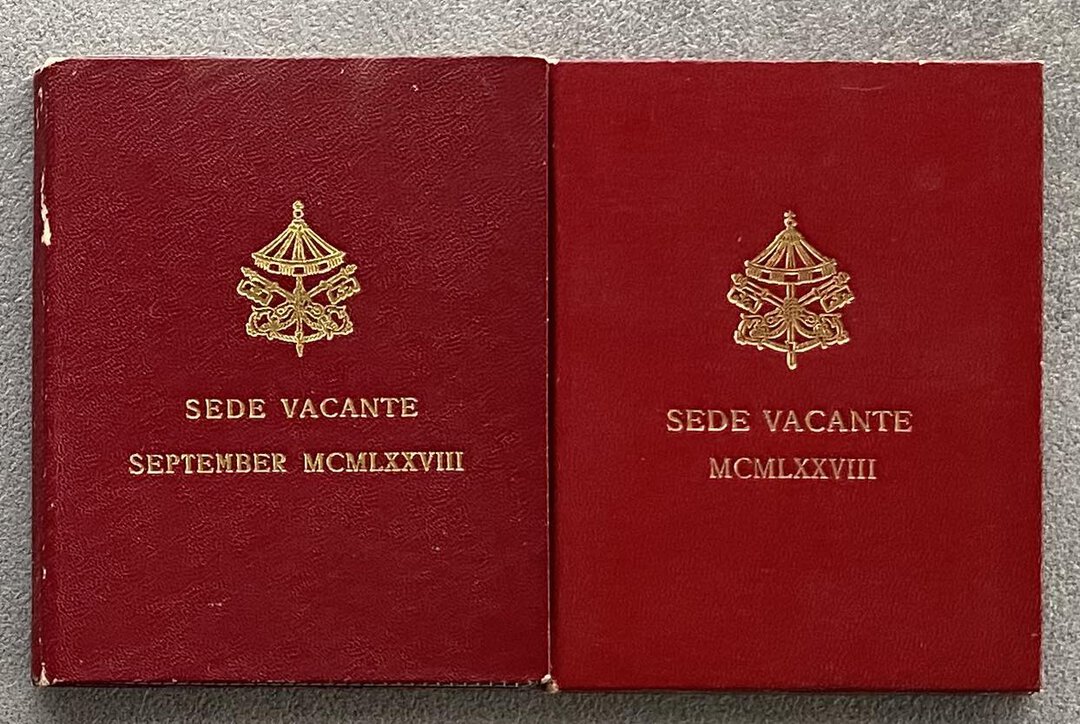 SEDE VACANTE
SEPTEMBER MCMLXXVIII
SEDE VACANTE
MCMLXXVIII